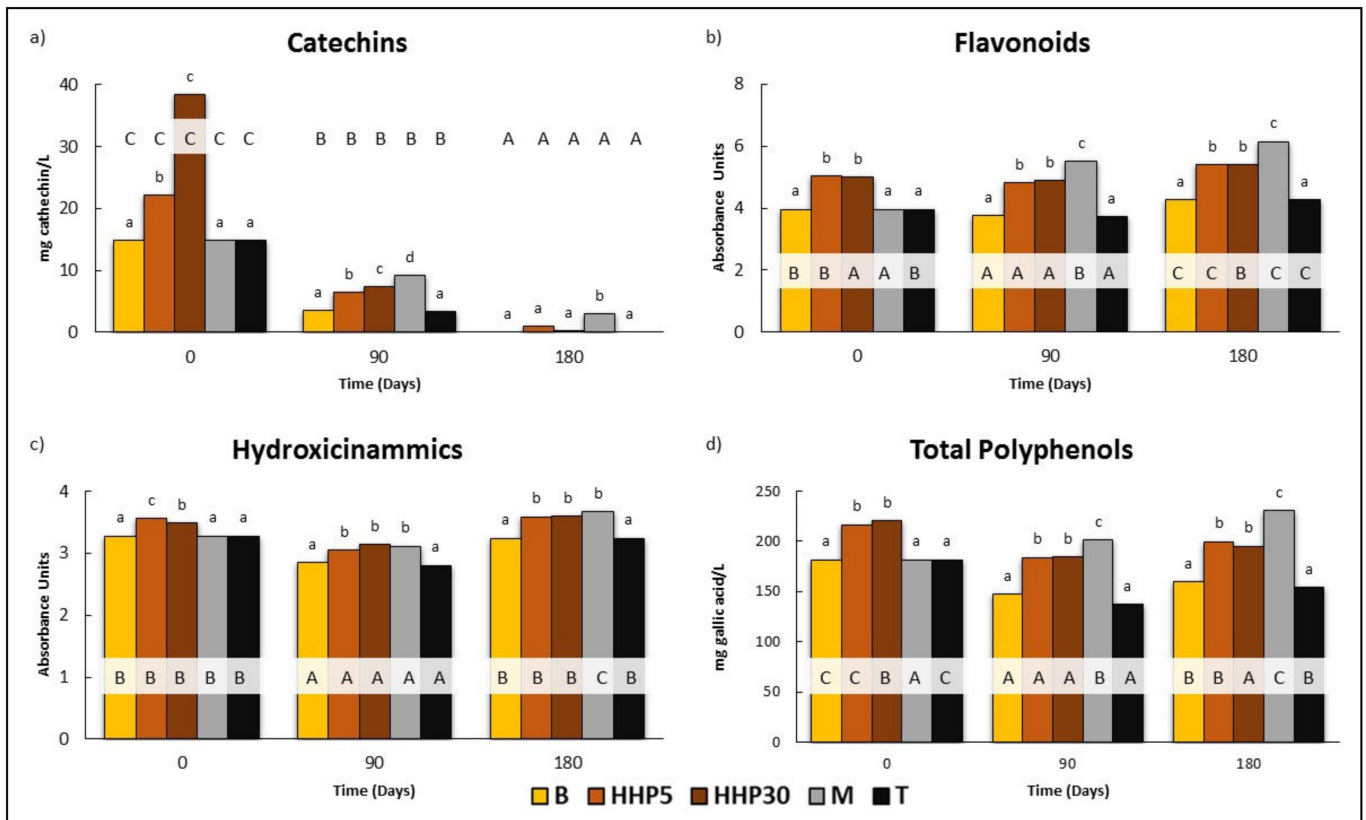 a)
Catechins
mg cathechin/L
40
30
20
10
0
a b c a a
a b c d a
a a a b a
C C C C C
B B B B B
A A A A A
0 90 180
Time (Days)
b)
Flavonoids
Absorbance Units
8
6
4
2
0
a b b a a
a b b c a
a b b c a
B B A A B
A A A B A
C C B C C
0 90 180
Time (Days)
c)
Hydroxicinammics
Absorbance Units
4
3
2
1
0
a c b a a
a b b b a
a b b b a
B B B B B
A A A A A
B B B C B
0 90 180
Time (Days)
d)
Total Polyphenols
mg gallic acid/L
250
200
150
100
50
0
a b b a a
a b b c a
a b b c a
C C B A C
A A A B A
B B A C B
0 90 180
Time (Days)
B HHP5 HHP30 M T